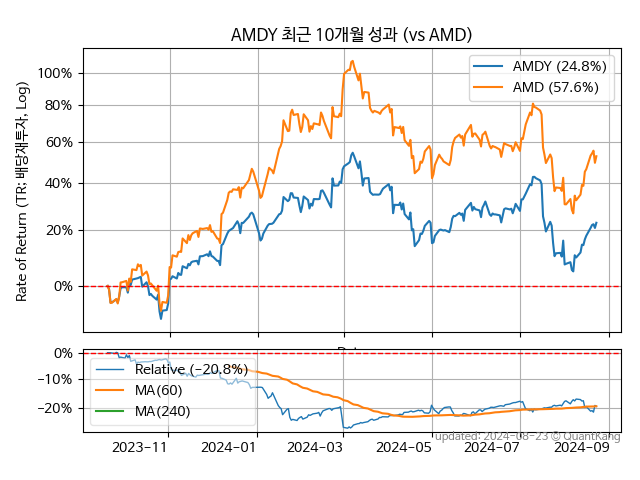 AMDY 최근 10개월 성과 (vs AMD)
Rate of Return (TR: 배당재투자, Log)
100%
80%
60%
40%
20%
0%
AMDY (24.8%)
AMD (57.6%)
0%
−10%
−20%
Relative (−20.8%)
MA(60)
MA(240)
updated: 2024-08-23 © QuantKang
2023-11
2024-01
2024-03
2024-05
2024-07
2024-09